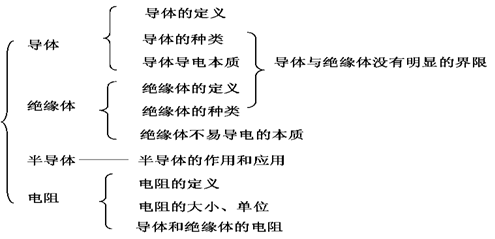 导体的定义
导体
导体的种类
导体导电本质
导体与绝缘体没有明显的界限
绝缘体的定义
绝缘体
绝缘体的种类
绝缘体不易导电的本质
半导体
半导体的作用和应用
电阻的定义
电阻
电阻的大小、单位
导体和绝缘体的电阻